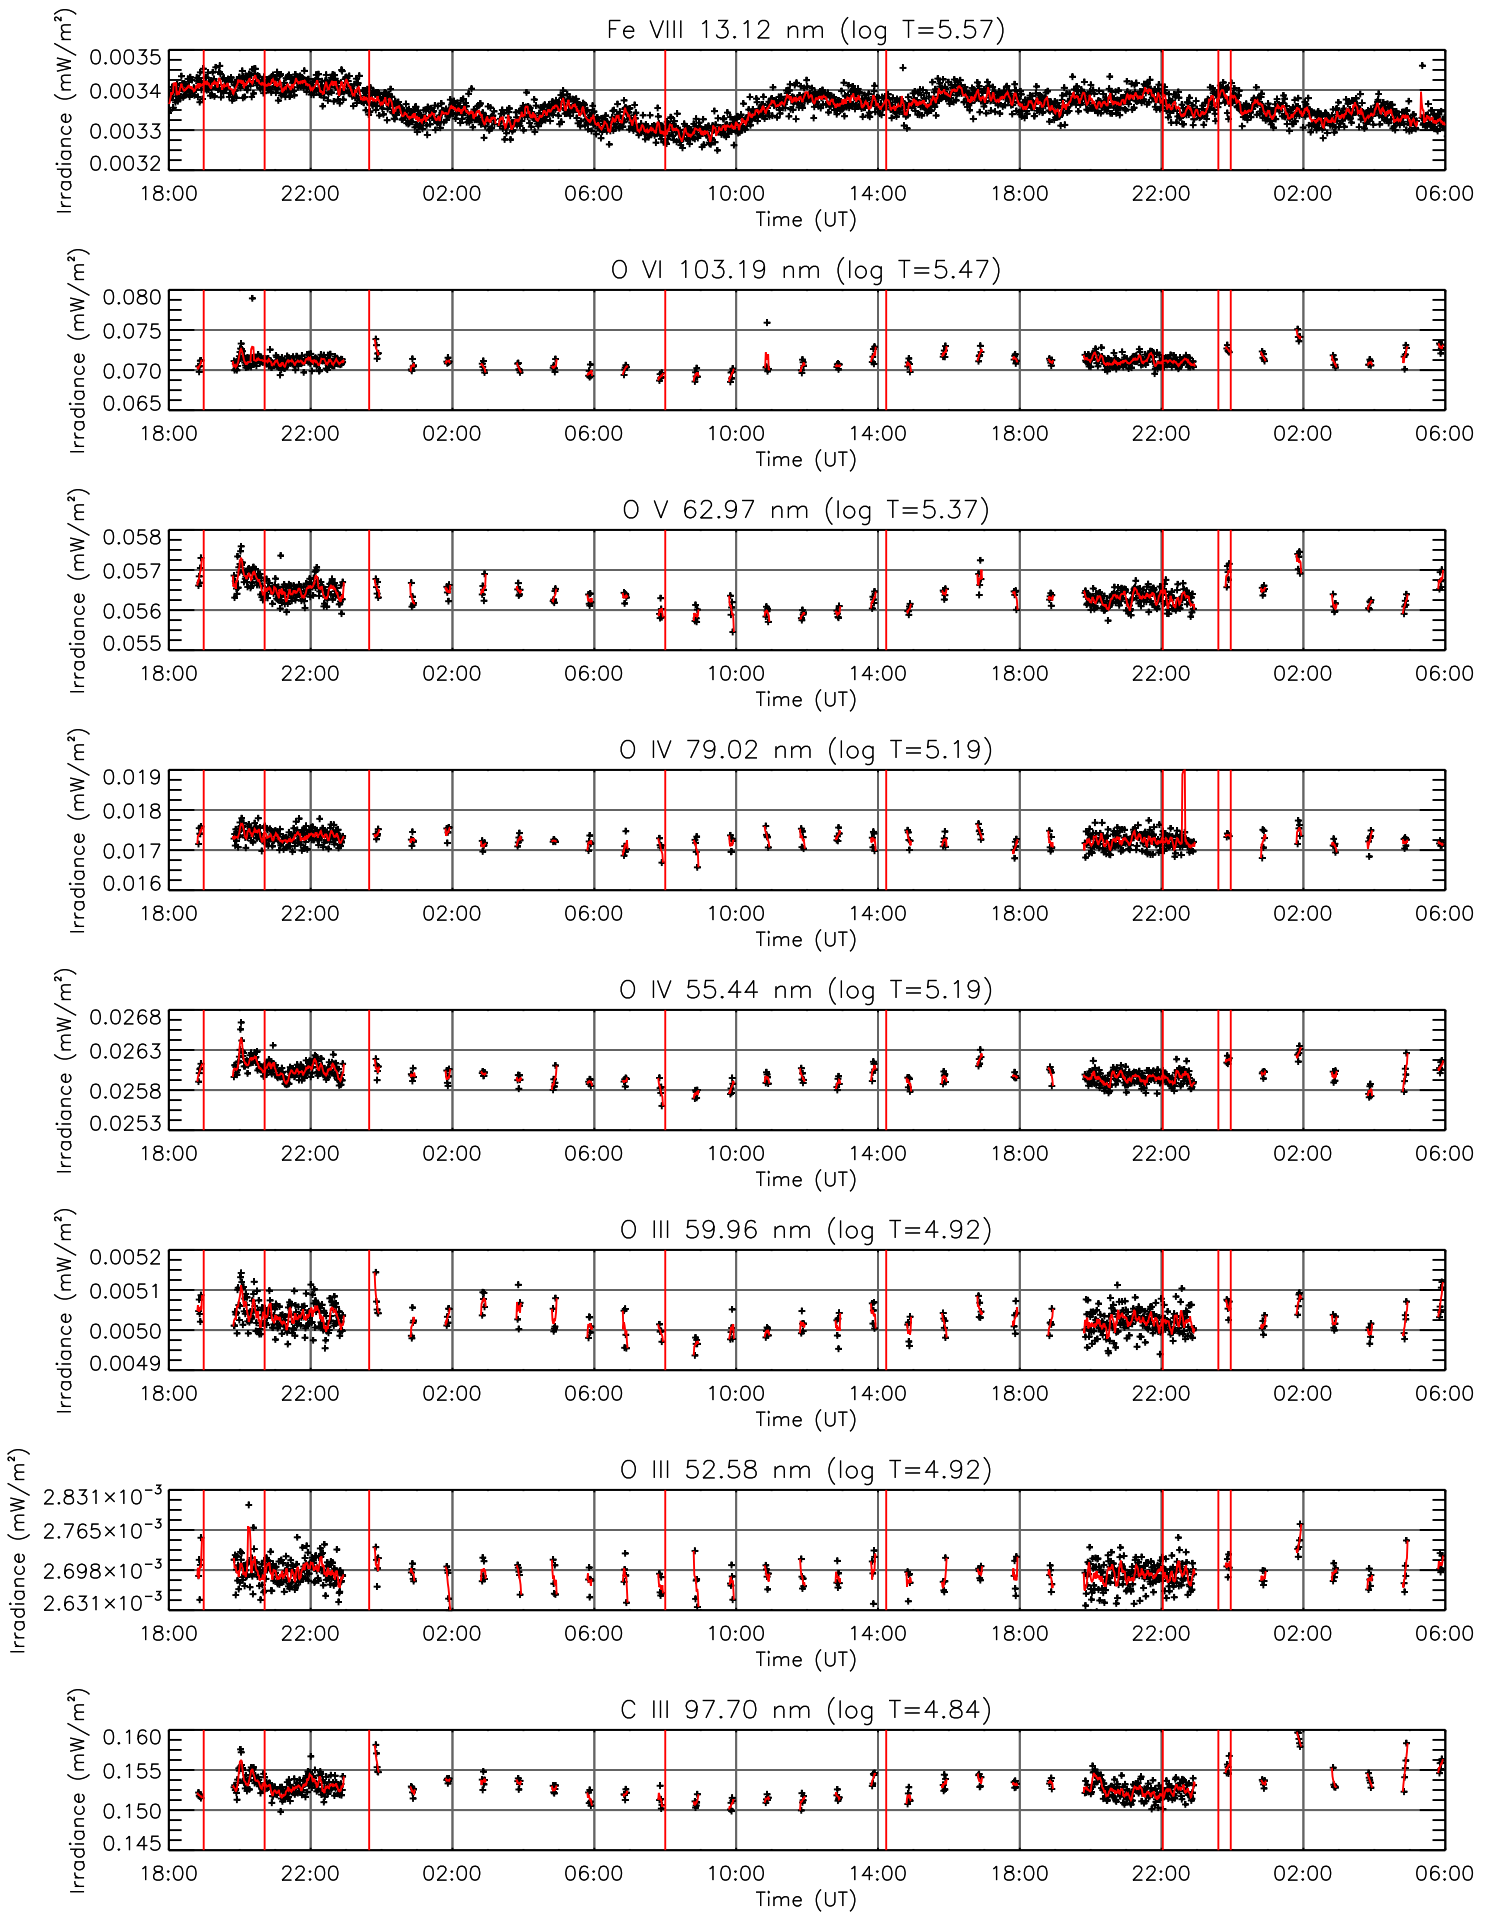 Fe VIII 13.12 nm (log T=5.57)
Irradiance (mW/m²)
0.0035
0.0034
0.0033
0.0032
18:00 22:00 02:00 06:00 10:00 14:00 18:00 22:00 02:00 06:00
Time (UT)
O VI 103.19 nm (log T=5.47)
Irradiance (mW/m²)
0.080
0.075
0.070
0.065
18:00 22:00 02:00 06:00 10:00 14:00 18:00 22:00 02:00 06:00
Time (UT)
O V 62.97 nm (log T=5.37)
Irradiance (mW/m²)
0.058
0.057
0.056
0.055
18:00 22:00 02:00 06:00 10:00 14:00 18:00 22:00 02:00 06:00
Time (UT)
O IV 79.02 nm (log T=5.19)
Irradiance (mW/m²)
0.019
0.018
0.017
0.016
18:00 22:00 02:00 06:00 10:00 14:00 18:00 22:00 02:00 06:00
Time (UT)
O IV 55.44 nm (log T=5.19)
Irradiance (mW/m²)
0.0268
0.0263
0.0258
0.0253
18:00 22:00 02:00 06:00 10:00 14:00 18:00 22:00 02:00 06:00
Time (UT)
O III 59.96 nm (log T=4.92)
Irradiance (mW/m²)
0.0052
0.0051
0.0050
0.0049
18:00 22:00 02:00 06:00 10:00 14:00 18:00 22:00 02:00 06:00
Time (UT)
O III 52.58 nm (log T=4.92)
Irradiance (mW/m²)
2.831×10⁻³
2.765×10⁻³
2.698×10⁻³
2.631×10⁻³
18:00 22:00 02:00 06:00 10:00 14:00 18:00 22:00 02:00 06:00
Time (UT)
C III 97.70 nm (log T=4.84)
Irradiance (mW/m²)
0.160
0.155
0.150
0.145
18:00 22:00 02:00 06:00 10:00 14:00 18:00 22:00 02:00 06:00
Time (UT)